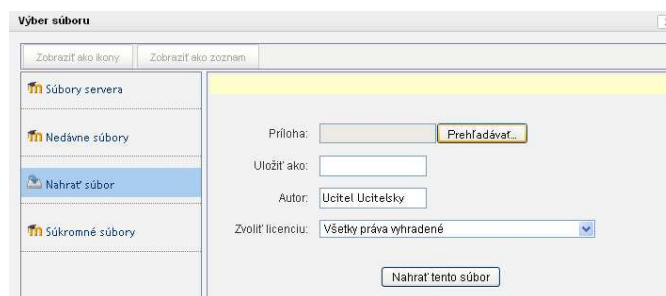 Výber súboru
Zobraziť ako ikony Zobraziť ako zoznam
Súbory servera
Nedávne súbory
Nahrať súbor
Súkromné súbory
Príloha: Prehľadávať...
Uložiť ako:
Autor: Ucitel Ucitelsky
Zvoliť licenciu: Všetky práva vyhradené
Nahrať tento súbor